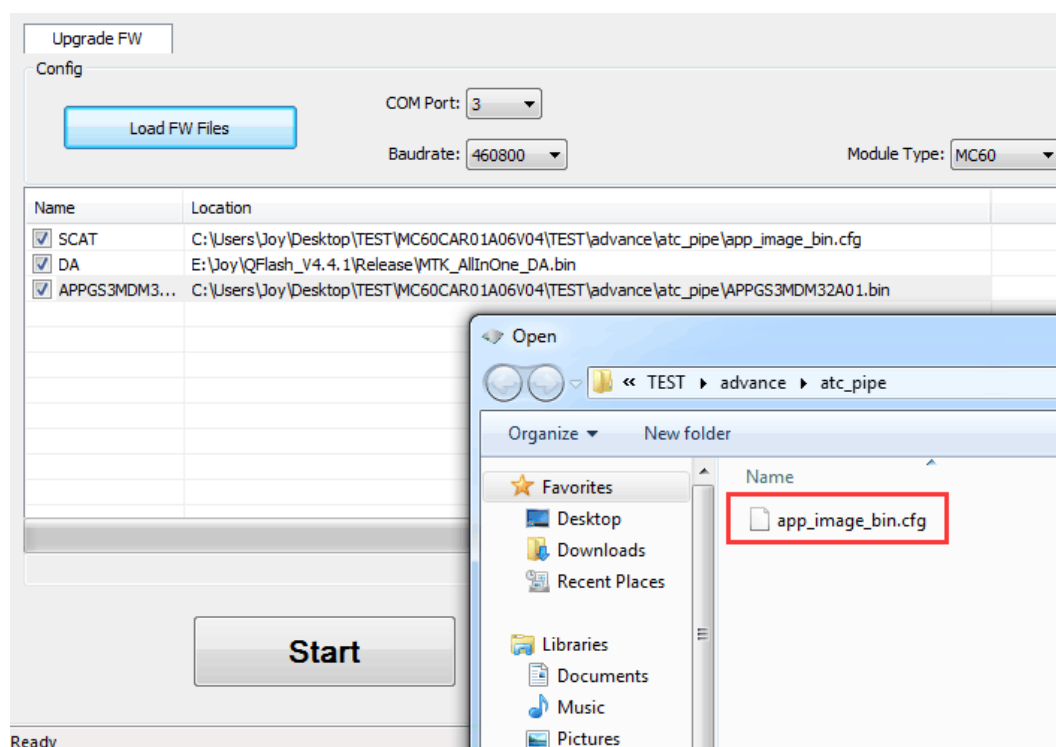 Upgrade FW
Config
Load FW Files
COM Port: 3
Baudrate: 460800
Module Type: MC60
Name Location
SCAT C:\Users\Joy\Desktop\TEST\MC60CAR01A06V04\TEST\advance\atc_pipe\app_image_bin.cfg
DA E:\Joy\QFlash_V4.4.1\Release\MTK_AllInOne_DA.bin
APPGS3MDM3... C:\Users\Joy\Desktop\TEST\MC60CAR01A06V04\TEST\advance\atc_pipe\APPGS3MDM32A01.bin
Open
« TEST advance atc_pipe
Organize New folder
Favorites
Desktop
Downloads
Recent Places
Libraries
Documents
Music
Pictures
Name
app_image_bin.cfg
Start
Ready